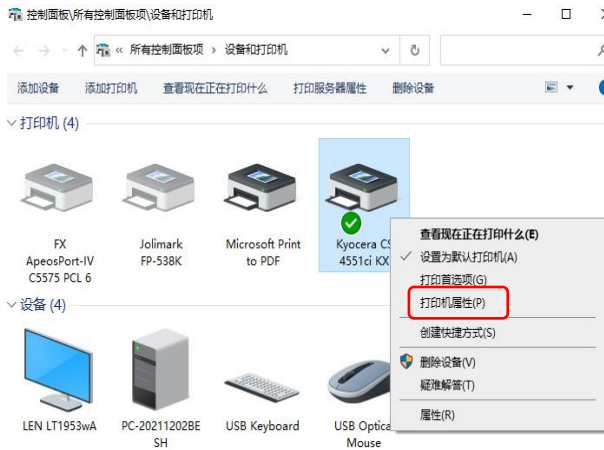 控制面板\所有控制面板项\设备和打印机
« 所有控制面板项 › 设备和打印机
添加设备 添加打印机 查看现在正在打印什么 打印服务器属性 删除设备
打印机 (4)
FX
ApeosPort-IV
C5575 PCL 6
Jolimark
FP-538K
Microsoft Print
to PDF
Kyocera CS
4551ci KX
查看现在正在打印什么(E)
设置为默认打印机(A)
打印首选项(G)
打印机属性(P)
创建快捷方式(S)
删除设备(V)
疑难解答(T)
属性(R)
设备 (4)
LEN LT1953wA
PC-20211202BE
SH
USB Keyboard
USB Optica
Mouse